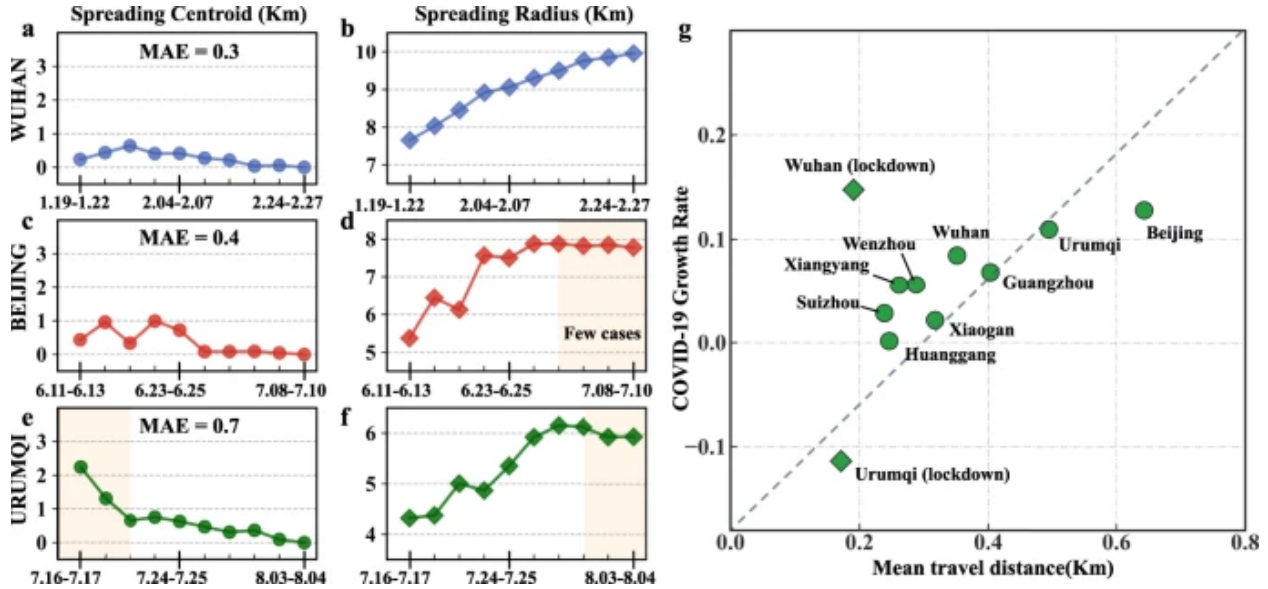 Spreading Centroid (Km)
Spreading Radius (Km)
a
WUHAN
MAE = 0.3
3
2
1
0
1.19-1.22
2.04-2.07
2.24-2.27
b
10
9
8
7
1.19-1.22
2.04-2.07
2.24-2.27
c
BEIJING
MAE = 0.4
3
2
1
0
6.11-6.13
6.23-6.25
7.08-7.10
d
8
7
6
5
Few cases
6.11-6.13
6.23-6.25
7.08-7.10
e
URUMQI
MAE = 0.7
3
2
1
0
7.16-7.17
7.24-7.25
8.03-8.04
f
6
5
4
7.16-7.17
7.24-7.25
8.03-8.04
g
COVID-19 Growth Rate
0.2
0.1
0.0
−0.1
Wuhan (lockdown)
Wuhan
Wenzhou
Xiangyang
Suizhou
Huanggang
Xiaogan
Guangzhou
Urumqi
Beijing
Urumqi (lockdown)
0.0
0.2
0.4
0.6
0.8
Mean travel distance(Km)